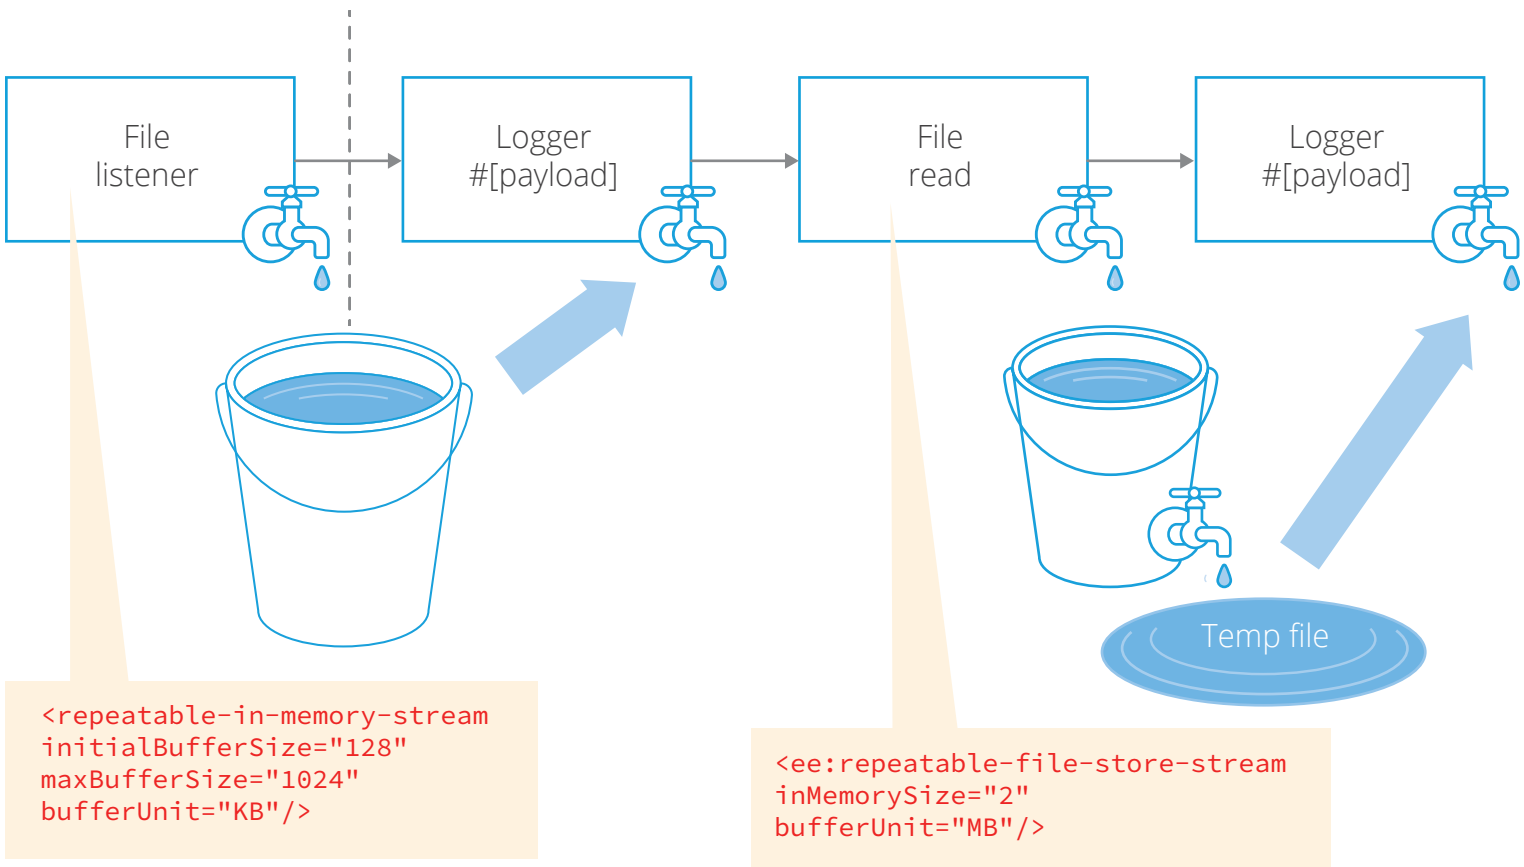 File
listener
Logger
#[payload]
File
read
Logger
#[payload]
Temp file
<repeatable-in-memory-stream
initialBufferSize="128"
maxBufferSize="1024"
bufferUnit="KB"/>
<ee:repeatable-file-store-stream
inMemorySize="2"
bufferUnit="MB"/>